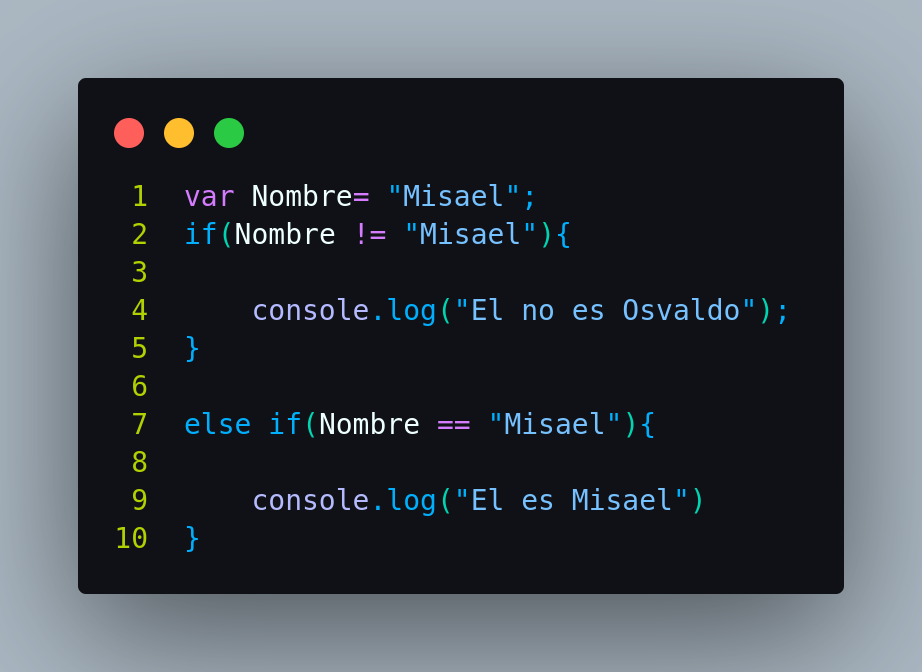 1 var Nombre= "Misael";
2 if(Nombre != "Misael"){
3
4     console.log("El no es Osvaldo");
5 }
6
7 else if(Nombre == "Misael"){
8
9     console.log("El es Misael")
10 }